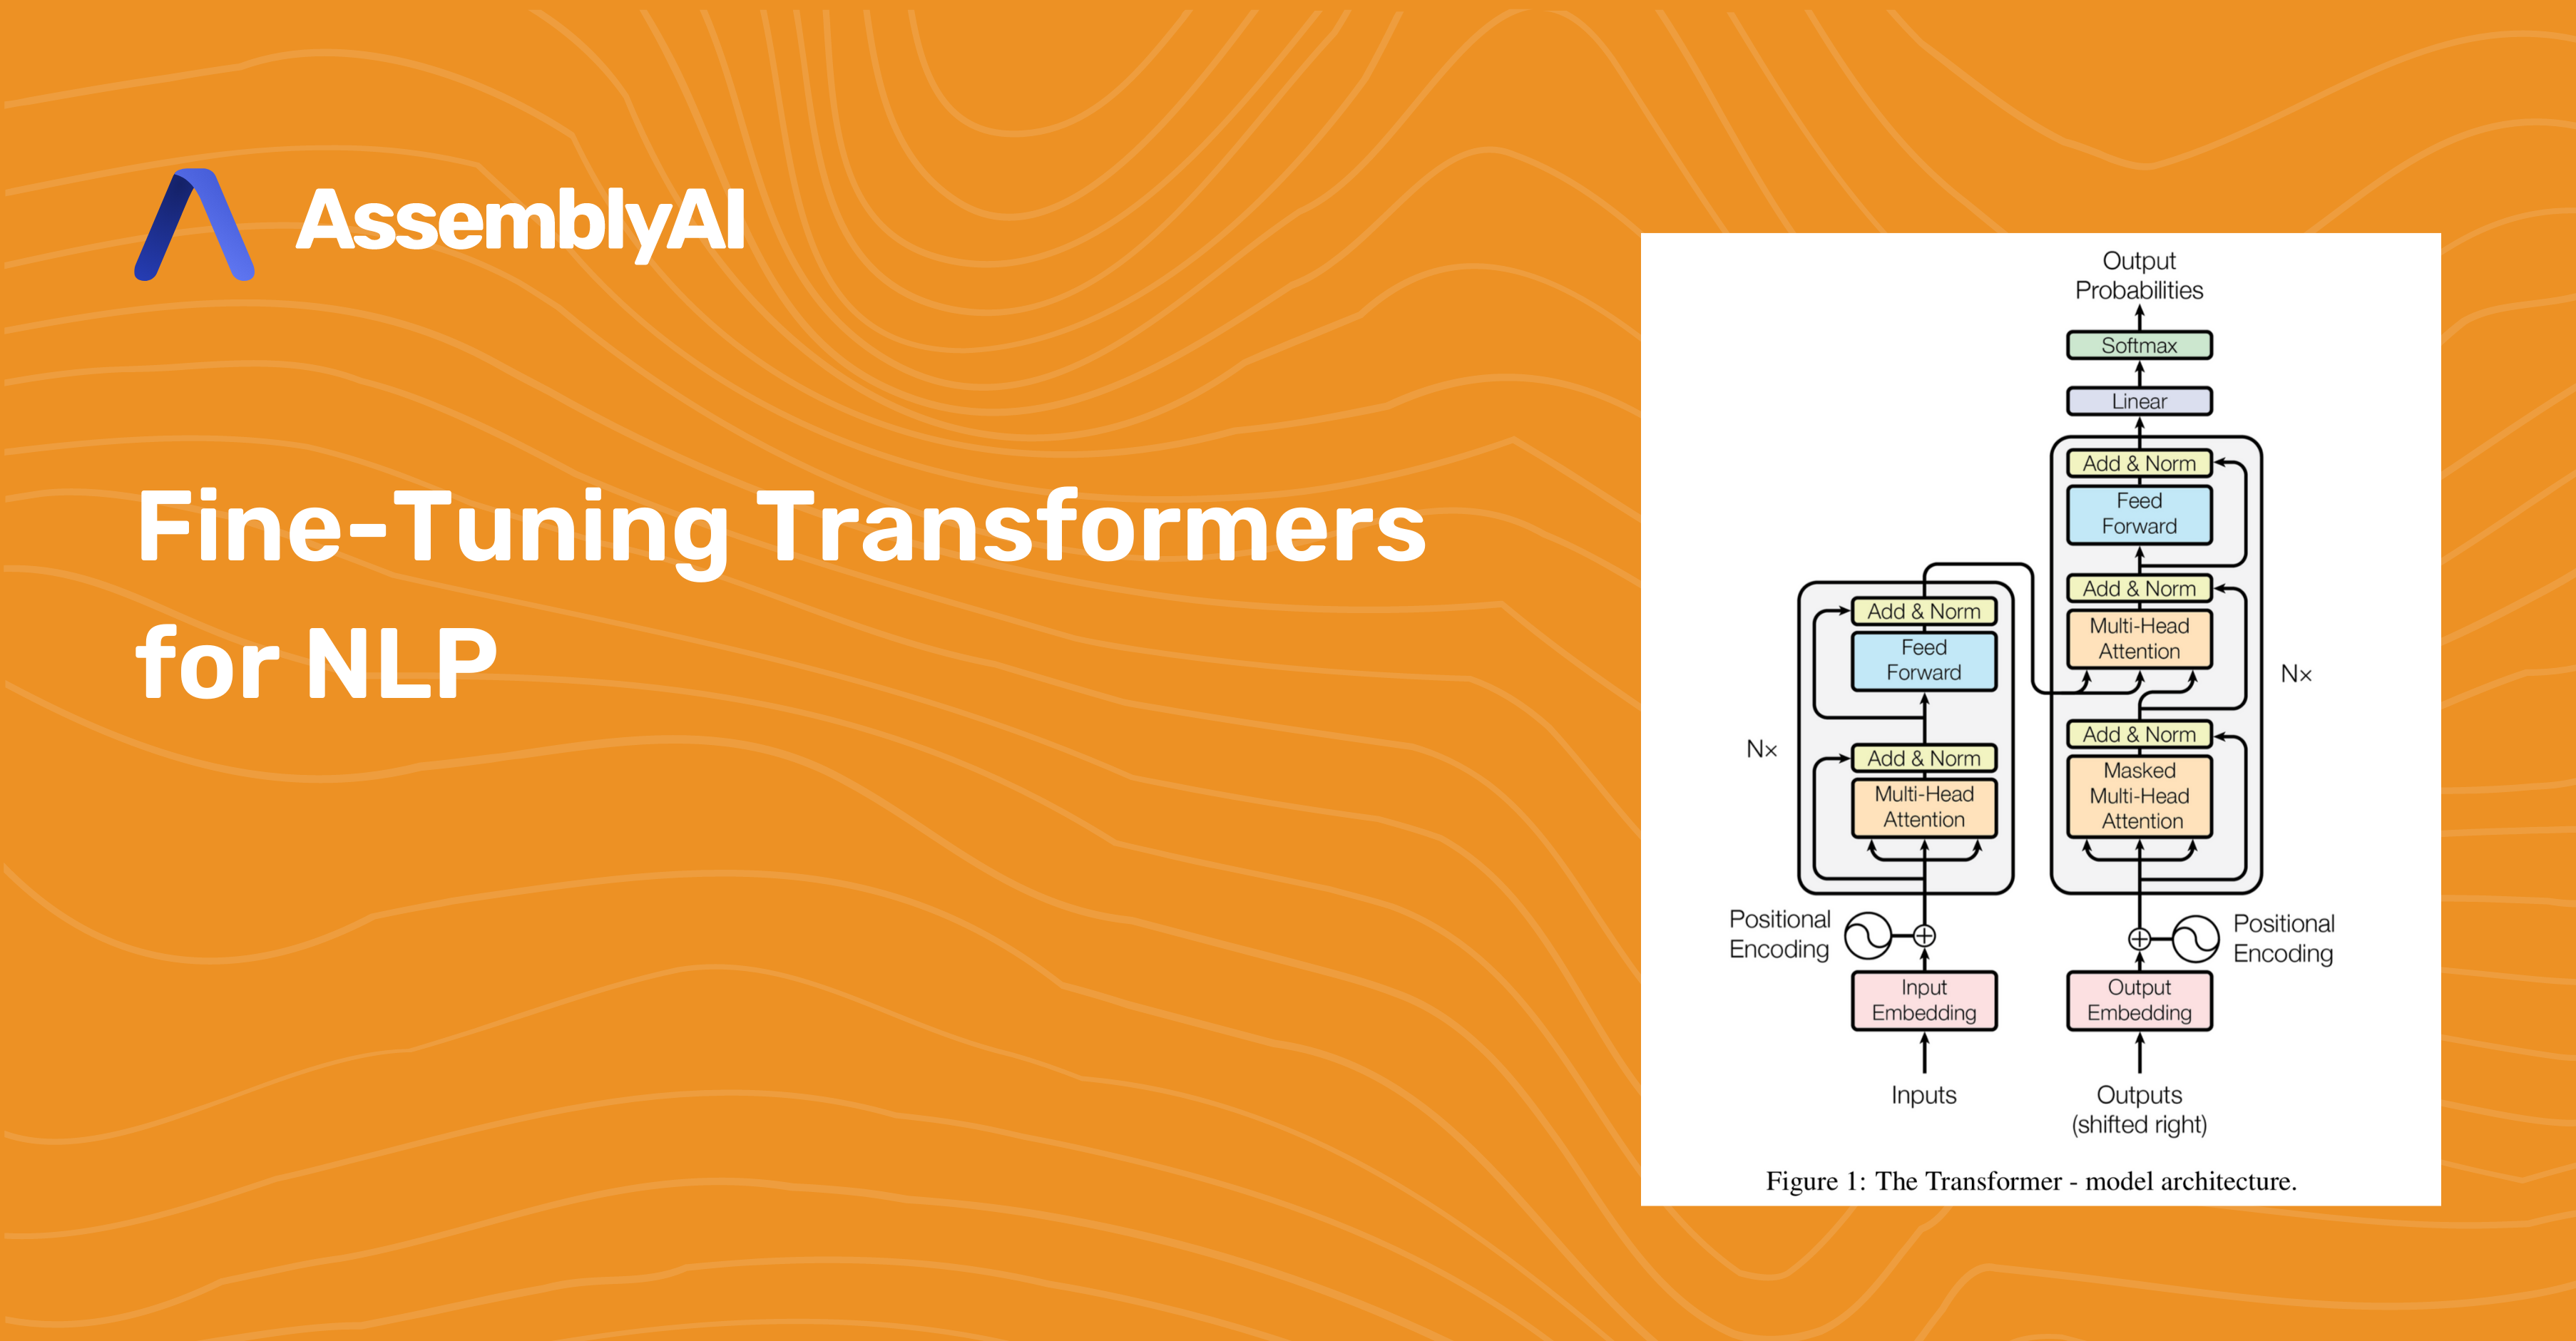 AssemblyAI
Fine-Tuning Transformers
for NLP
Output
Probabilities
Softmax
Linear
Add & Norm
Feed
Forward
Add & Norm
Multi-Head
Attention
N×
Add & Norm
Masked
Multi-Head
Attention
Add & Norm
Feed
Forward
N×
Add & Norm
Multi-Head
Attention
Positional
Encoding
Positional
Encoding
Input
Embedding
Output
Embedding
Inputs
Outputs
(shifted right)
Figure 1: The Transformer - model architecture.